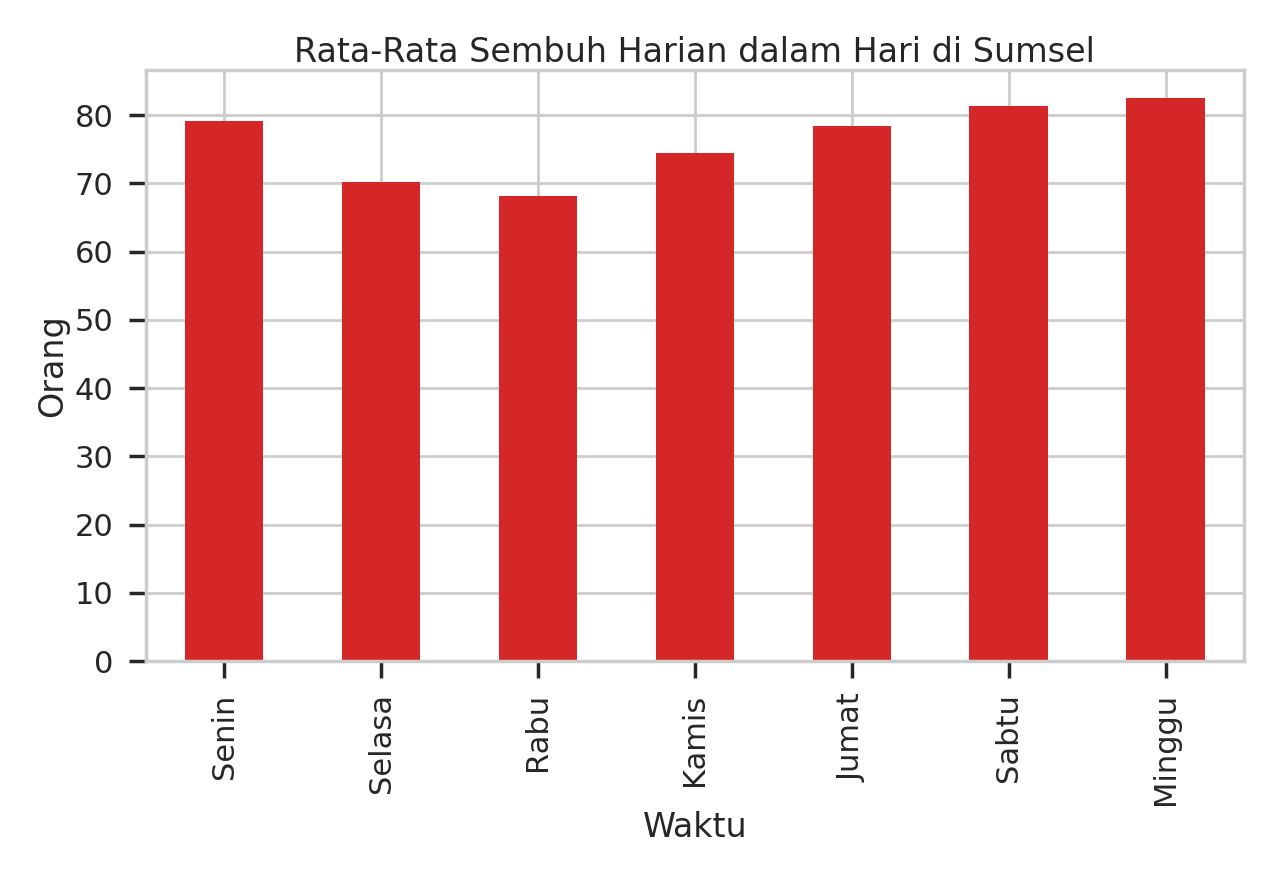 Rata-Rata Sembuh Harian dalam Hari di Sumsel
Orang
80
70
60
50
40
30
20
10
0
Senin
Selasa
Rabu
Kamis
Jumat
Sabtu
Minggu
Waktu